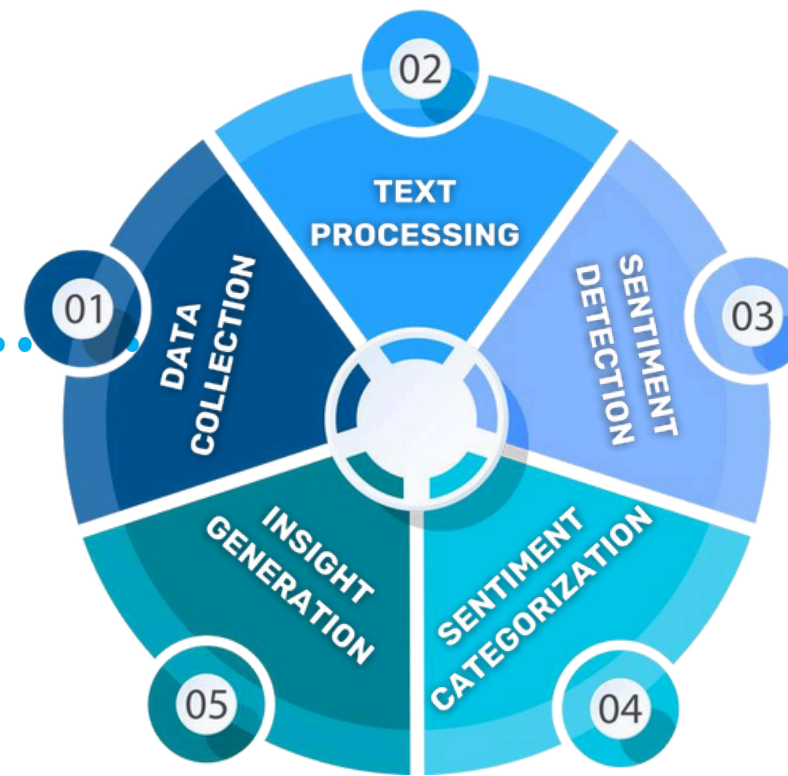 01
DATA
COLLECTION
02
TEXT
PROCESSING
03
SENTIMENT
DETECTION
04
SENTIMENT
CATEGORIZATION
05
INSIGHT
GENERATION